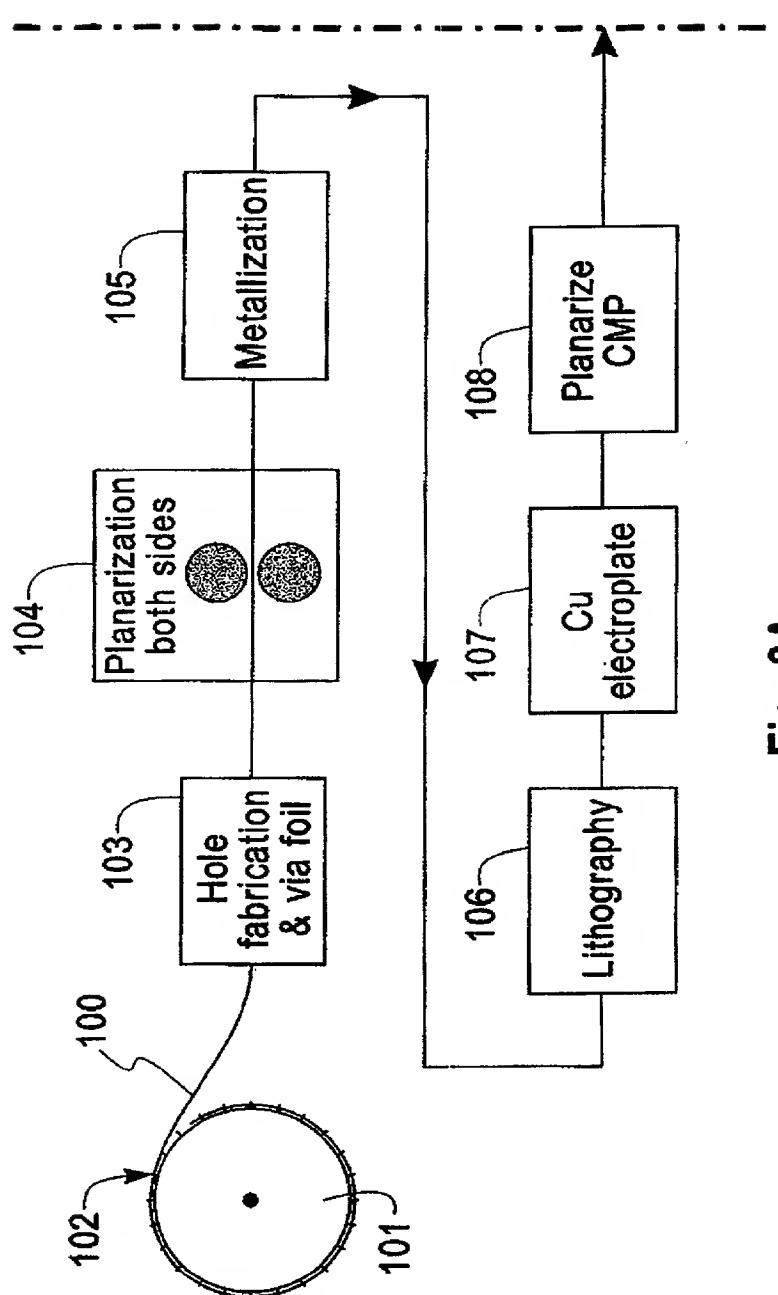 102
100
101
103
Hole
fabrication
& via foil
104
Planarization
both sides
105
Metallization
106
Lithography
107
Cu
electroplate
108
Planarize
CMP